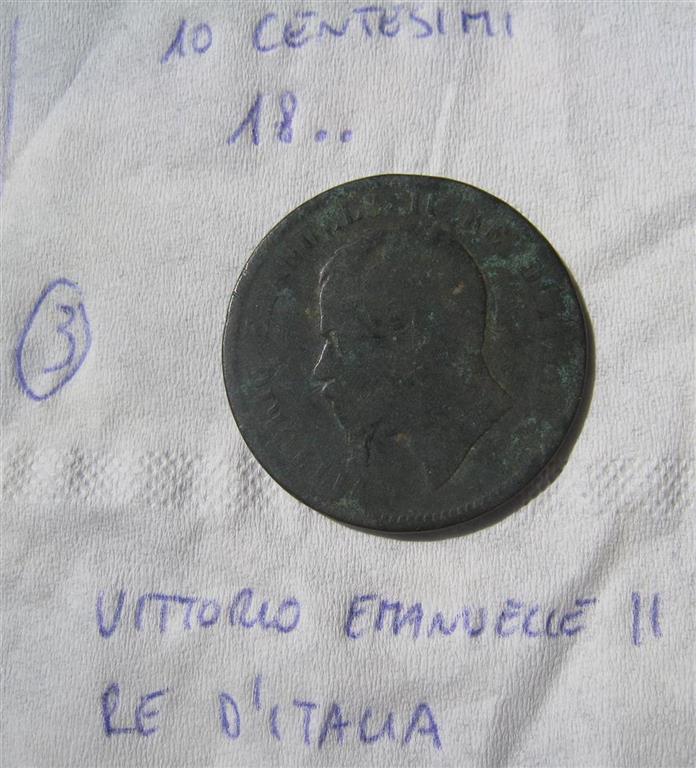 10 CENTESIMI
18..
3
VITTORIO EMANUELE II
RE D'ITALIA